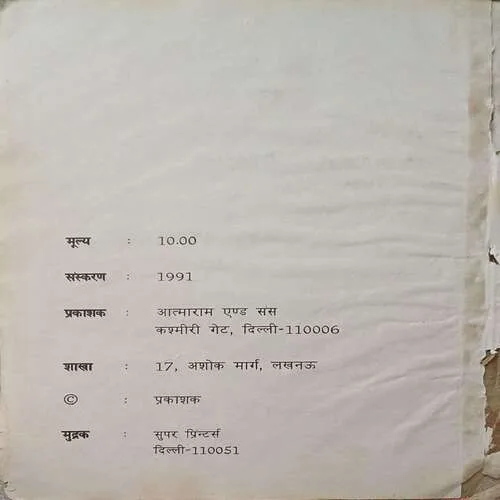 मूल्य : 10.00
संस्करण : 1991
प्रकाशक : आत्माराम एण्ड संस
कश्मीरी गेट, दिल्ली-110006
शाखा : 17, अशोक मार्ग, लखनऊ
© : प्रकाशक
मुद्रक : सुपर प्रिन्टर्स
दिल्ली-110051